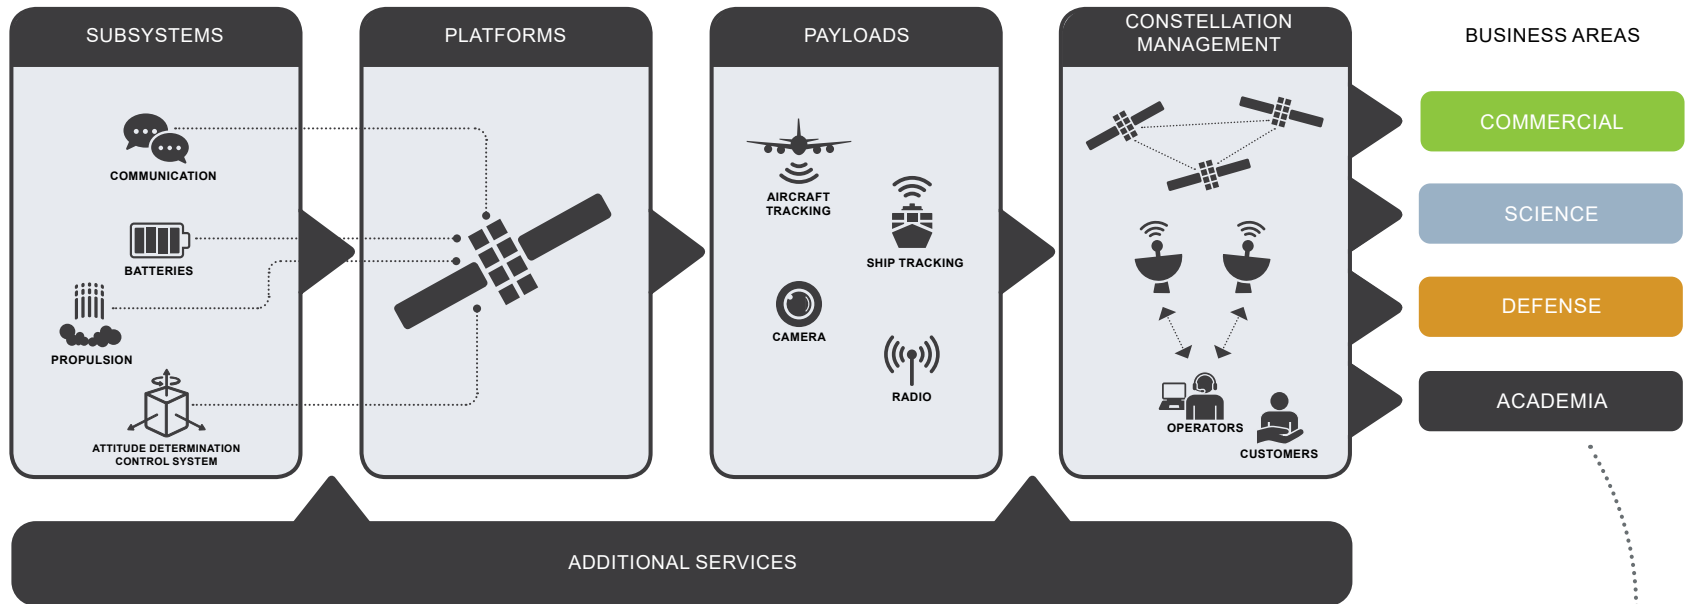 SUBSYSTEMS
COMMUNICATION
BATTERIES
PROPULSION
ATTITUDE DETERMINATION
CONTROL SYSTEM
PLATFORMS
PAYLOADS
AIRCRAFT
TRACKING
SHIP TRACKING
CAMERA
RADIO
CONSTELLATION
MANAGEMENT
OPERATORS
CUSTOMERS
BUSINESS AREAS
COMMERCIAL
SCIENCE
DEFENSE
ACADEMIA
ADDITIONAL SERVICES